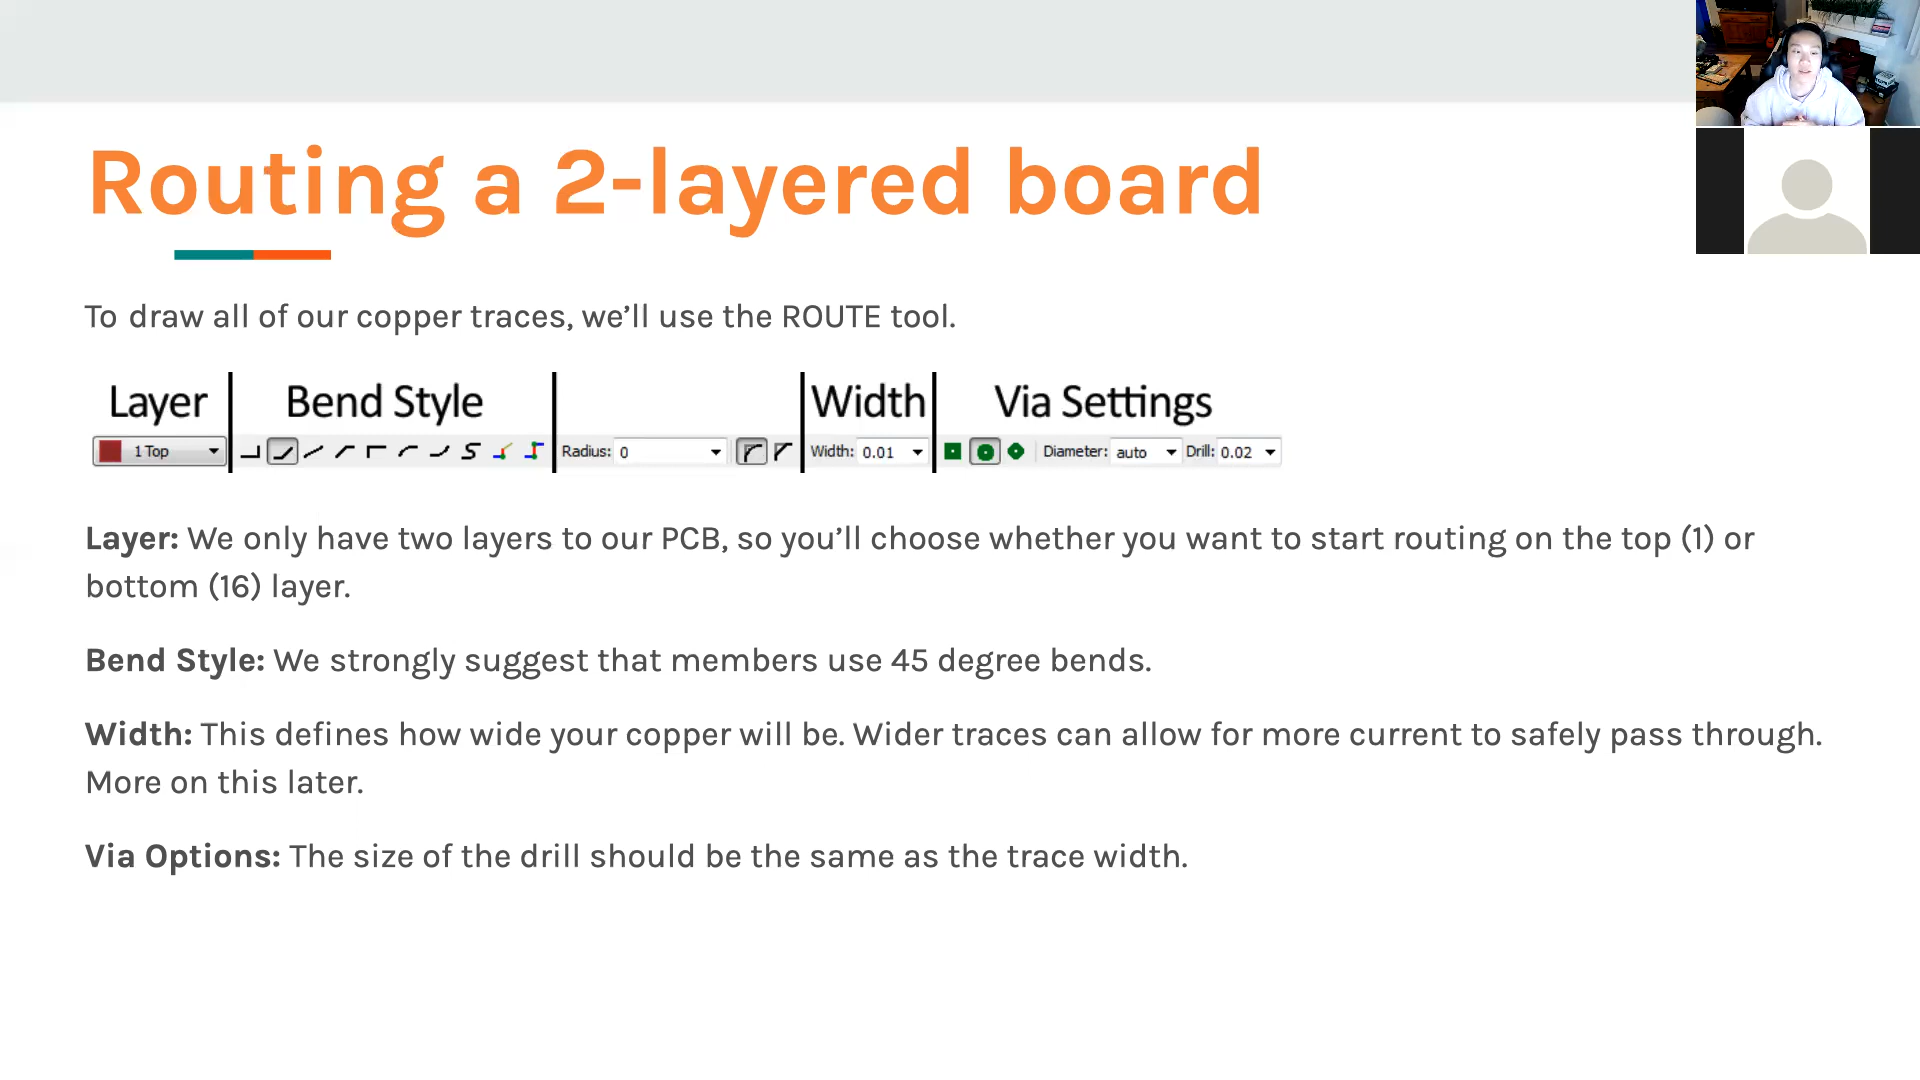 Routing a 2-layered board
To draw all of our copper traces, we’ll use the ROUTE tool.
Layer Bend Style Width Via Settings
1 Top Radius: 0 Width: 0.01 Diameter: auto Drill: 0.02
Layer: We only have two layers to our PCB, so you’ll choose whether you want to start routing on the top (1) or
bottom (16) layer.
Bend Style: We strongly suggest that members use 45 degree bends.
Width: This defines how wide your copper will be. Wider traces can allow for more current to safely pass through.
More on this later.
Via Options: The size of the drill should be the same as the trace width.